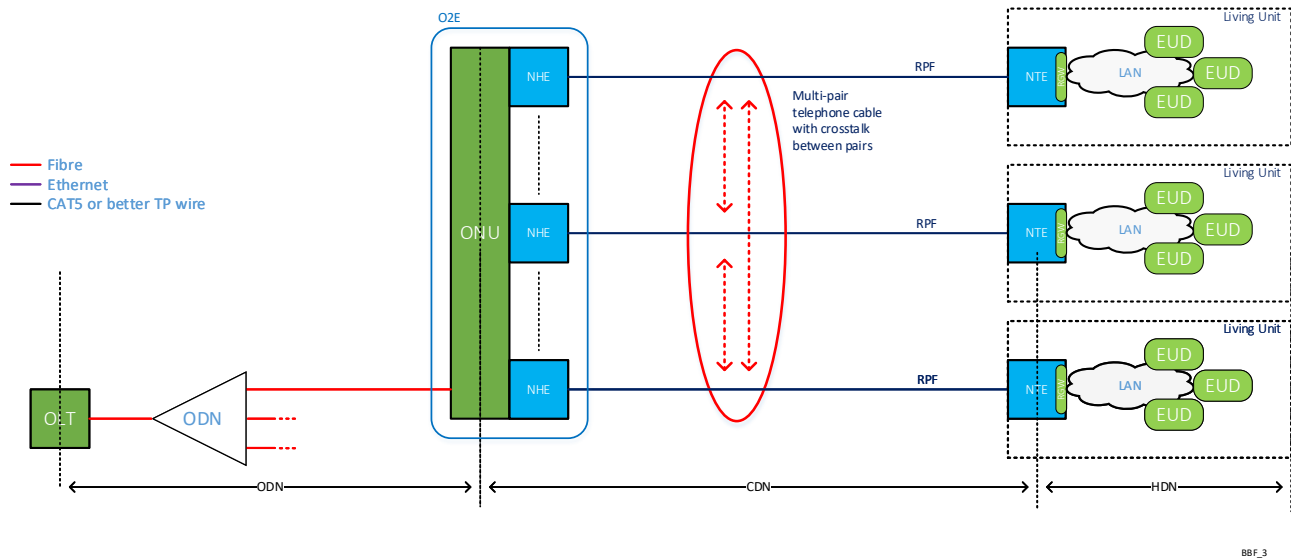 O2E
Living Unit
EUD
NHE
RPF
NTE
RGW
LAN
EUD
EUD
Multi-pair
telephone cable
with crosstalk
between pairs
Fibre
Ethernet
CAT5 or better TP wire
Living Unit
EUD
ONU
NHE
RPF
NTE
RGW
LAN
EUD
EUD
Living Unit
EUD
NHE
RPF
NTE
RGW
LAN
EUD
EUD
OLT
ODN
ODN
CDN
HDN
BBF_3